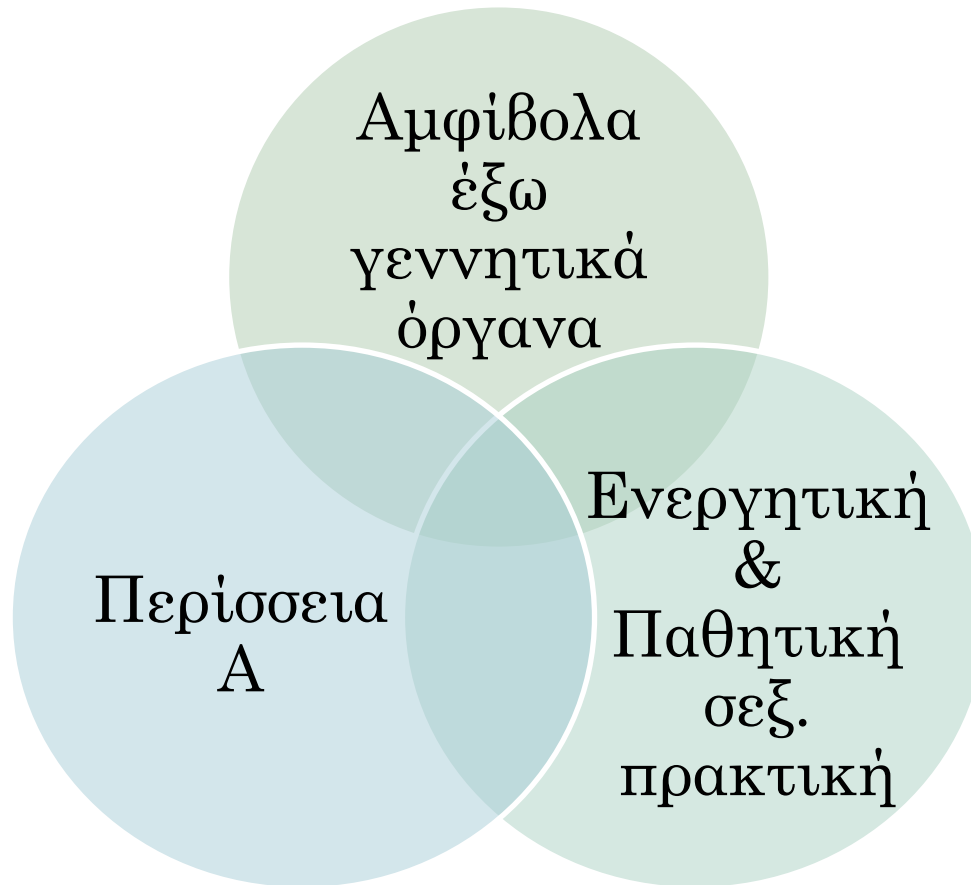 Αμφίβολα
έξω
γεννητικά
όργανα
Περίσσεια
Α
Ενεργητική
&
Παθητική
σεξ.
πρακτική